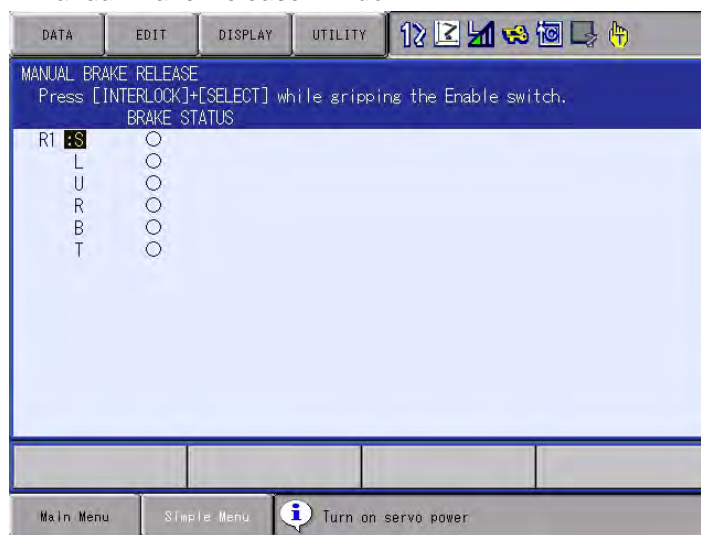 DATA EDIT DISPLAY UTILITY
MANUAL BRAKE RELEASE
Press [INTERLOCK]+[SELECT] while gripping the Enable switch.
BRAKE STATUS
R1 :S
L
U
R
B
T
Main Menu Simple Menu Turn on servo power